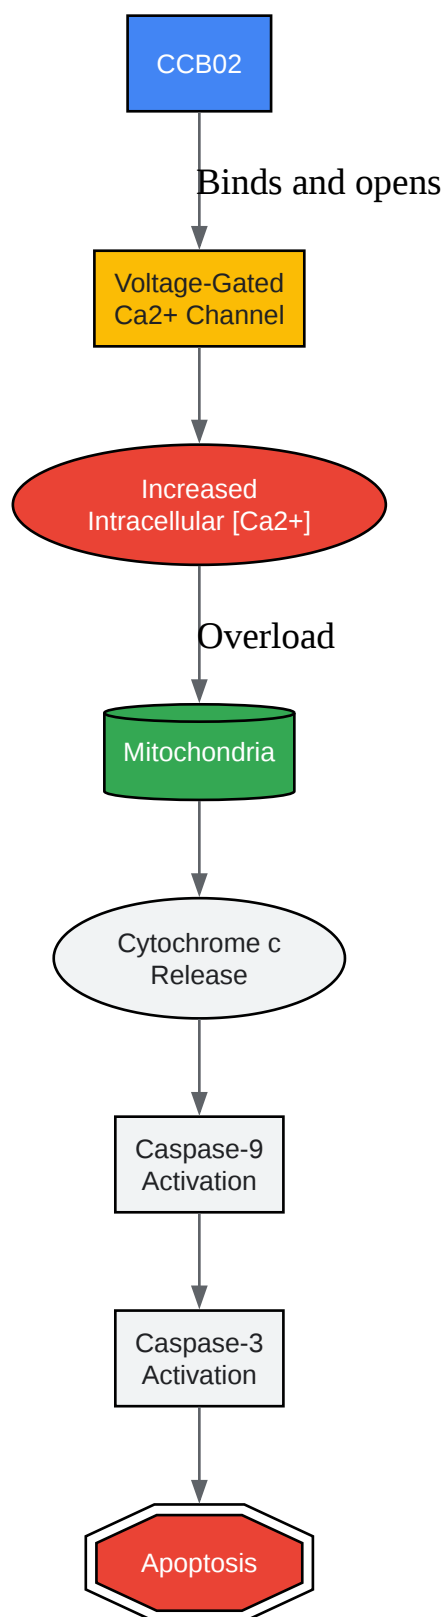 CCB02
Binds and opens
Voltage-Gated
Ca2+ Channel
Increased
Intracellular [Ca2+]
Overload
Mitochondria
Cytochrome c
Release
Caspase-9
Activation
Caspase-3
Activation
Apoptosis